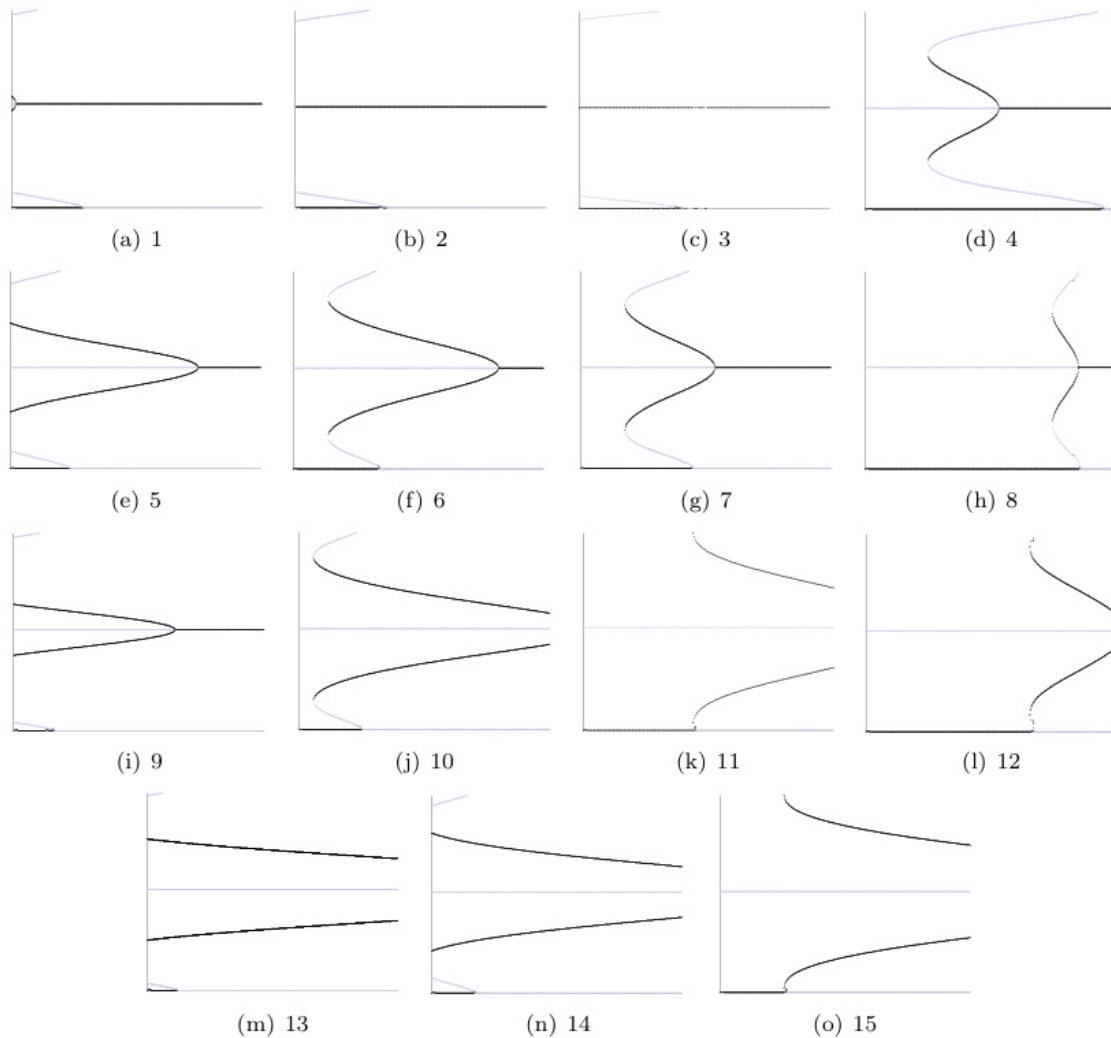 (a) 1 (b) 2 (c) 3 (d) 4
(e) 5 (f) 6 (g) 7 (h) 8
(i) 9 (j) 10 (k) 11 (l) 12
(m) 13 (n) 14 (o) 15